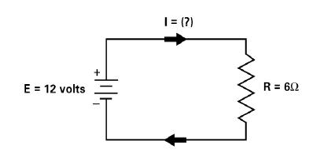 I = (?)
+
E = 12 volts
–
R = 6Ω